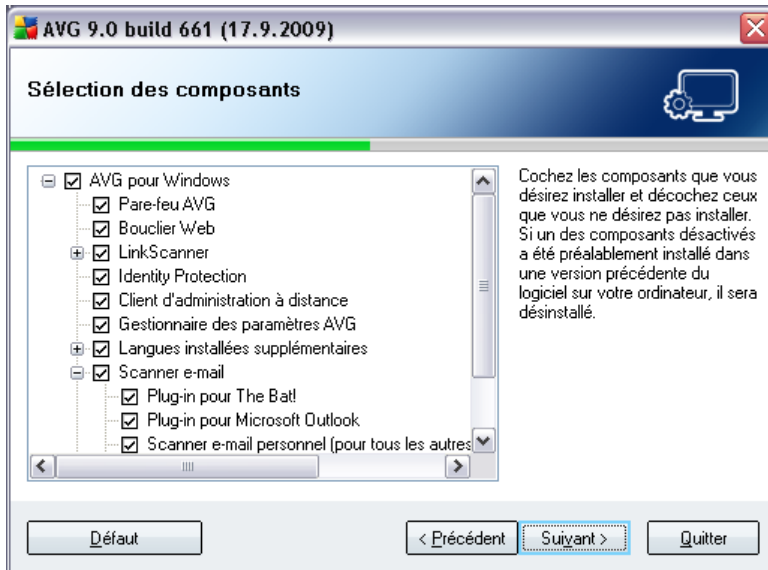 AVG 9.0 build 661 (17.9.2009)
Sélection des composants
AVG pour Windows
Pare-feu AVG
Bouclier Web
LinkScanner
Identity Protection
Client d'administration à distance
Gestionnaire des paramètres AVG
Langues installées supplémentaires
Scanner e-mail
Plug-in pour The Bat!
Plug-in pour Microsoft Outlook
Scanner e-mail personnel (pour tous les autres
Cochez les composants que vous
désirez installer et décochez ceux
que vous ne désirez pas installer.
Si un des composants désactivés
a été préalablement installé dans
une version précédente du
logiciel sur votre ordinateur, il sera
désinstallé.
Défaut
< Précédent
Suivant >
Quitter